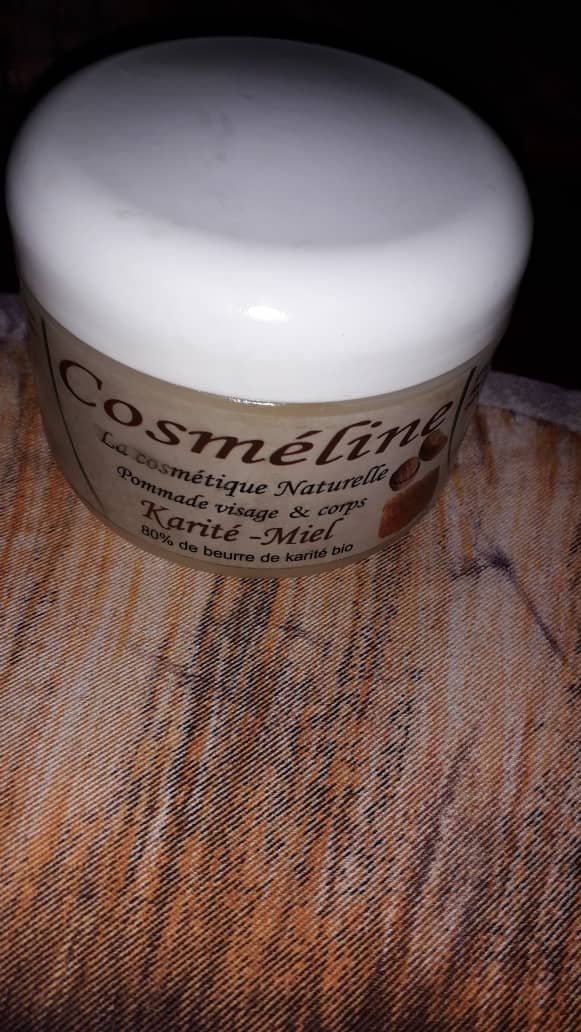 Cosméline
La cosmétique Naturelle
Pommade visage & corps
Karité -Miel
80% de beurre de karité bio